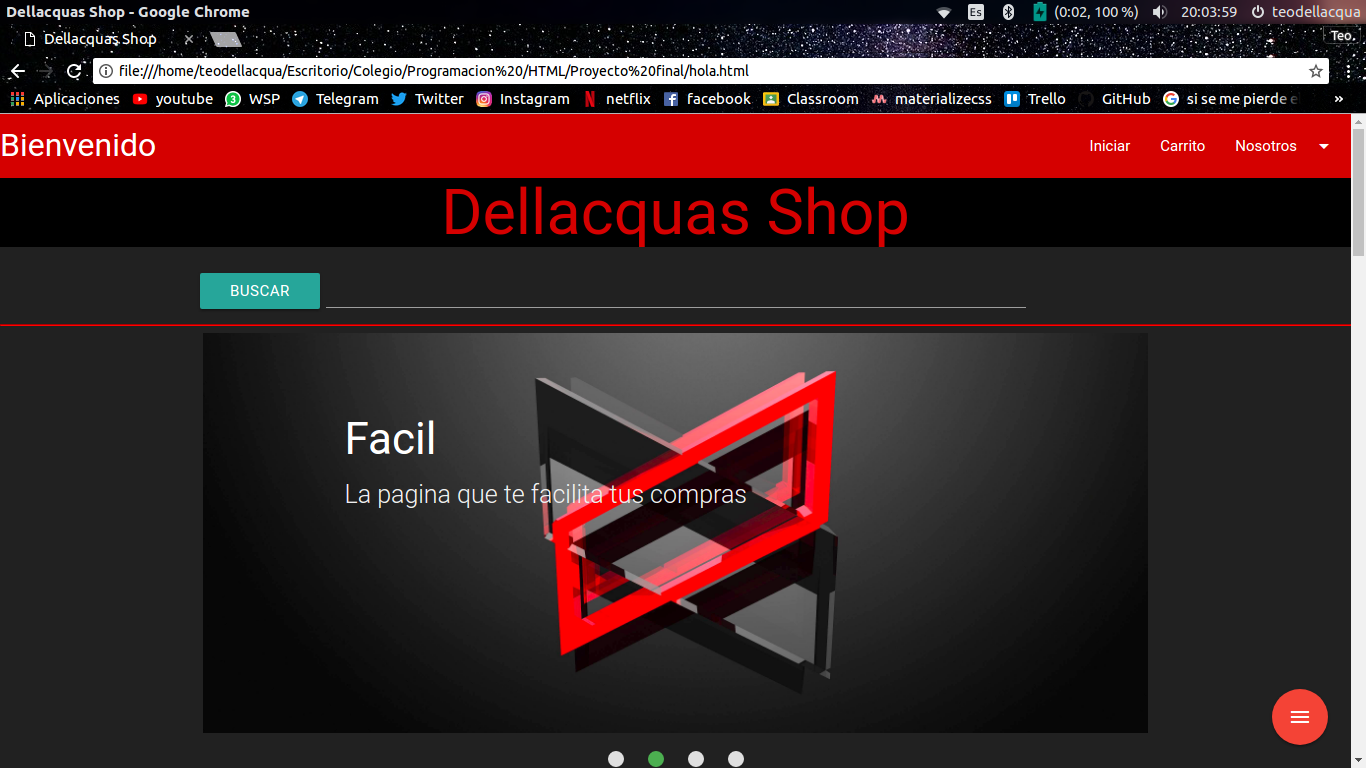 Dellacquas Shop - Google Chrome
Es (0:02, 100 %) 20:03:59 teodellacqua
Dellacquas Shop
Teo.
file:///home/teodellacqua/Escritorio/Colegio/Programacion%20/HTML/Proyecto%20final/hola.html
Aplicaciones youtube 3 WSP Telegram Twitter Instagram netflix facebook Classroom materializecss Trello GitHub si se me pierde e »
Bienvenido
Iniciar Carrito Nosotros
Dellacquas Shop
BUSCAR
Facil
La pagina que te facilita tus compras